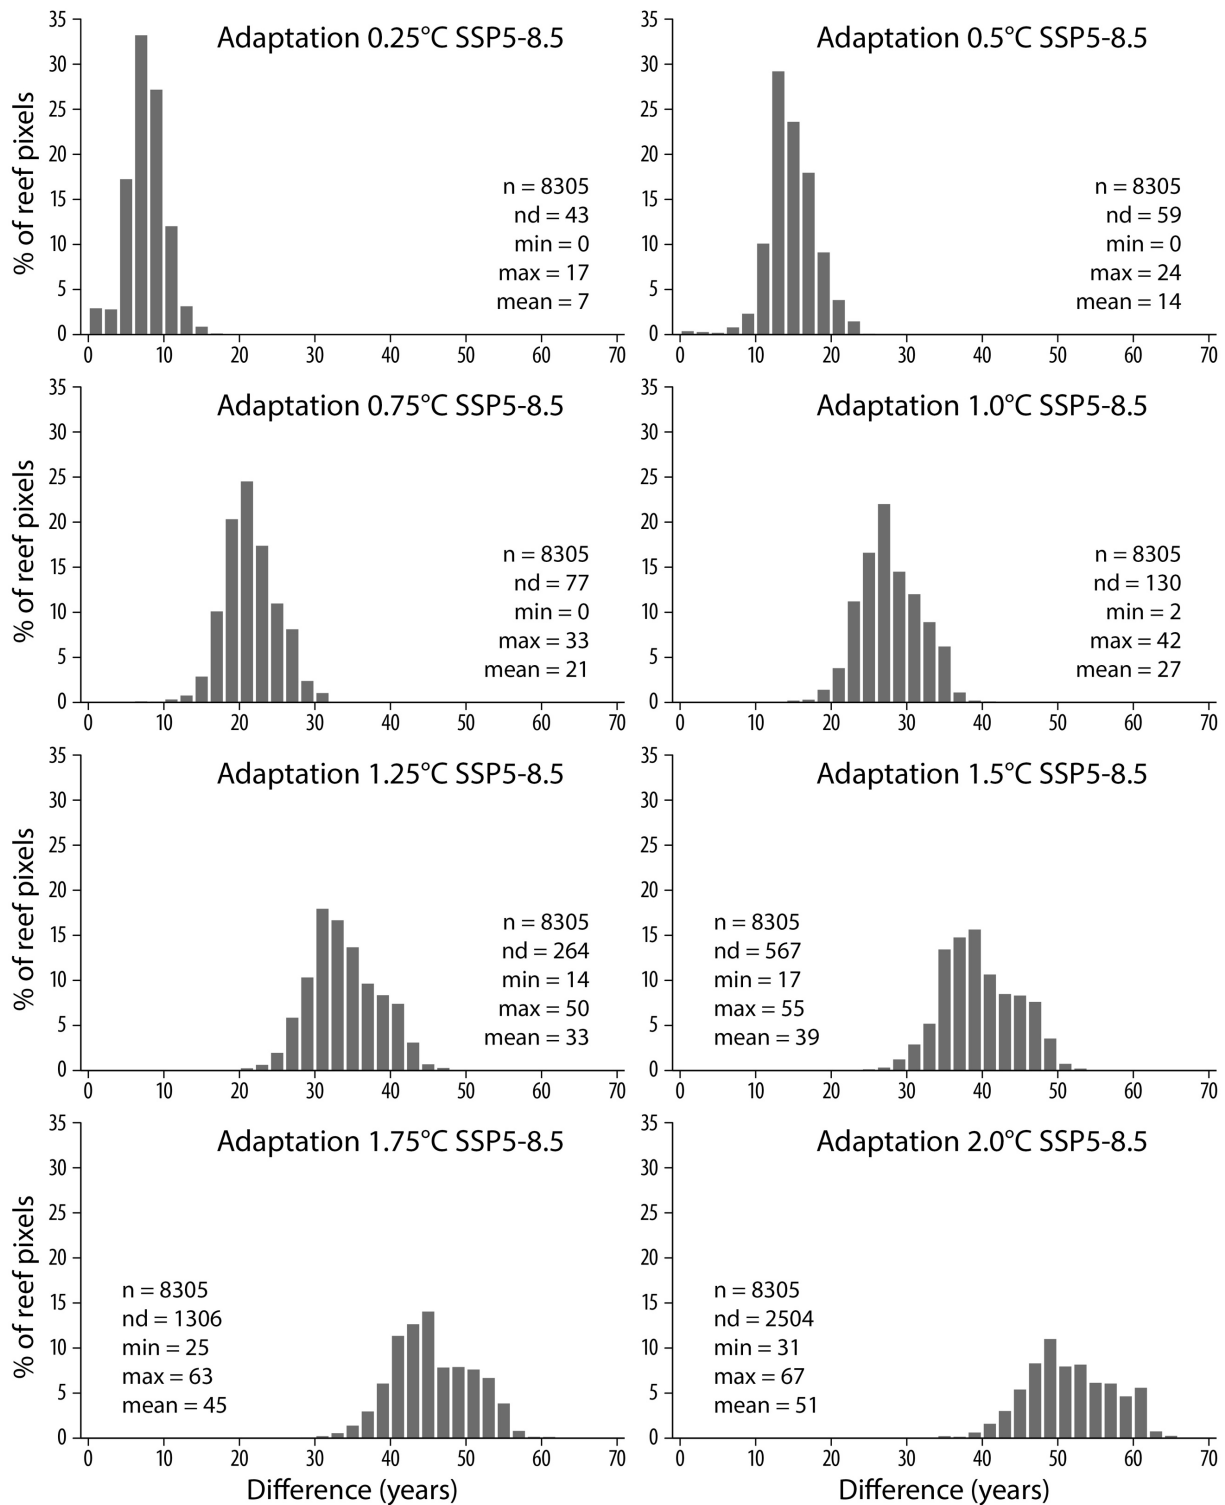 Adaptation 0.25°C SSP5-8.5
% of reef pixels
35
30
25
20
15
10
5
0
n = 8305
nd = 43
min = 0
max = 17
mean = 7
0 10 20 30 40 50 60 70
Adaptation 0.5°C SSP5-8.5
35
30
25
20
15
10
5
0
n = 8305
nd = 59
min = 0
max = 24
mean = 14
0 10 20 30 40 50 60 70
Adaptation 0.75°C SSP5-8.5
% of reef pixels
35
30
25
20
15
10
5
0
n = 8305
nd = 77
min = 0
max = 33
mean = 21
0 10 20 30 40 50 60 70
Adaptation 1.0°C SSP5-8.5
35
30
25
20
15
10
5
0
n = 8305
nd = 130
min = 2
max = 42
mean = 27
0 10 20 30 40 50 60 70
Adaptation 1.25°C SSP5-8.5
% of reef pixels
35
30
25
20
15
10
5
0
n = 8305
nd = 264
min = 14
max = 50
mean = 33
0 10 20 30 40 50 60 70
Adaptation 1.5°C SSP5-8.5
35
30
25
20
15
10
5
0
n = 8305
nd = 567
min = 17
max = 55
mean = 39
0 10 20 30 40 50 60 70
Adaptation 1.75°C SSP5-8.5
% of reef pixels
35
30
25
20
15
10
5
0
n = 8305
nd = 1306
min = 25
max = 63
mean = 45
0 10 20 30 40 50 60 70
Difference (years)
Adaptation 2.0°C SSP5-8.5
35
30
25
20
15
10
5
0
n = 8305
nd = 2504
min = 31
max = 67
mean = 51
0 10 20 30 40 50 60 70
Difference (years)